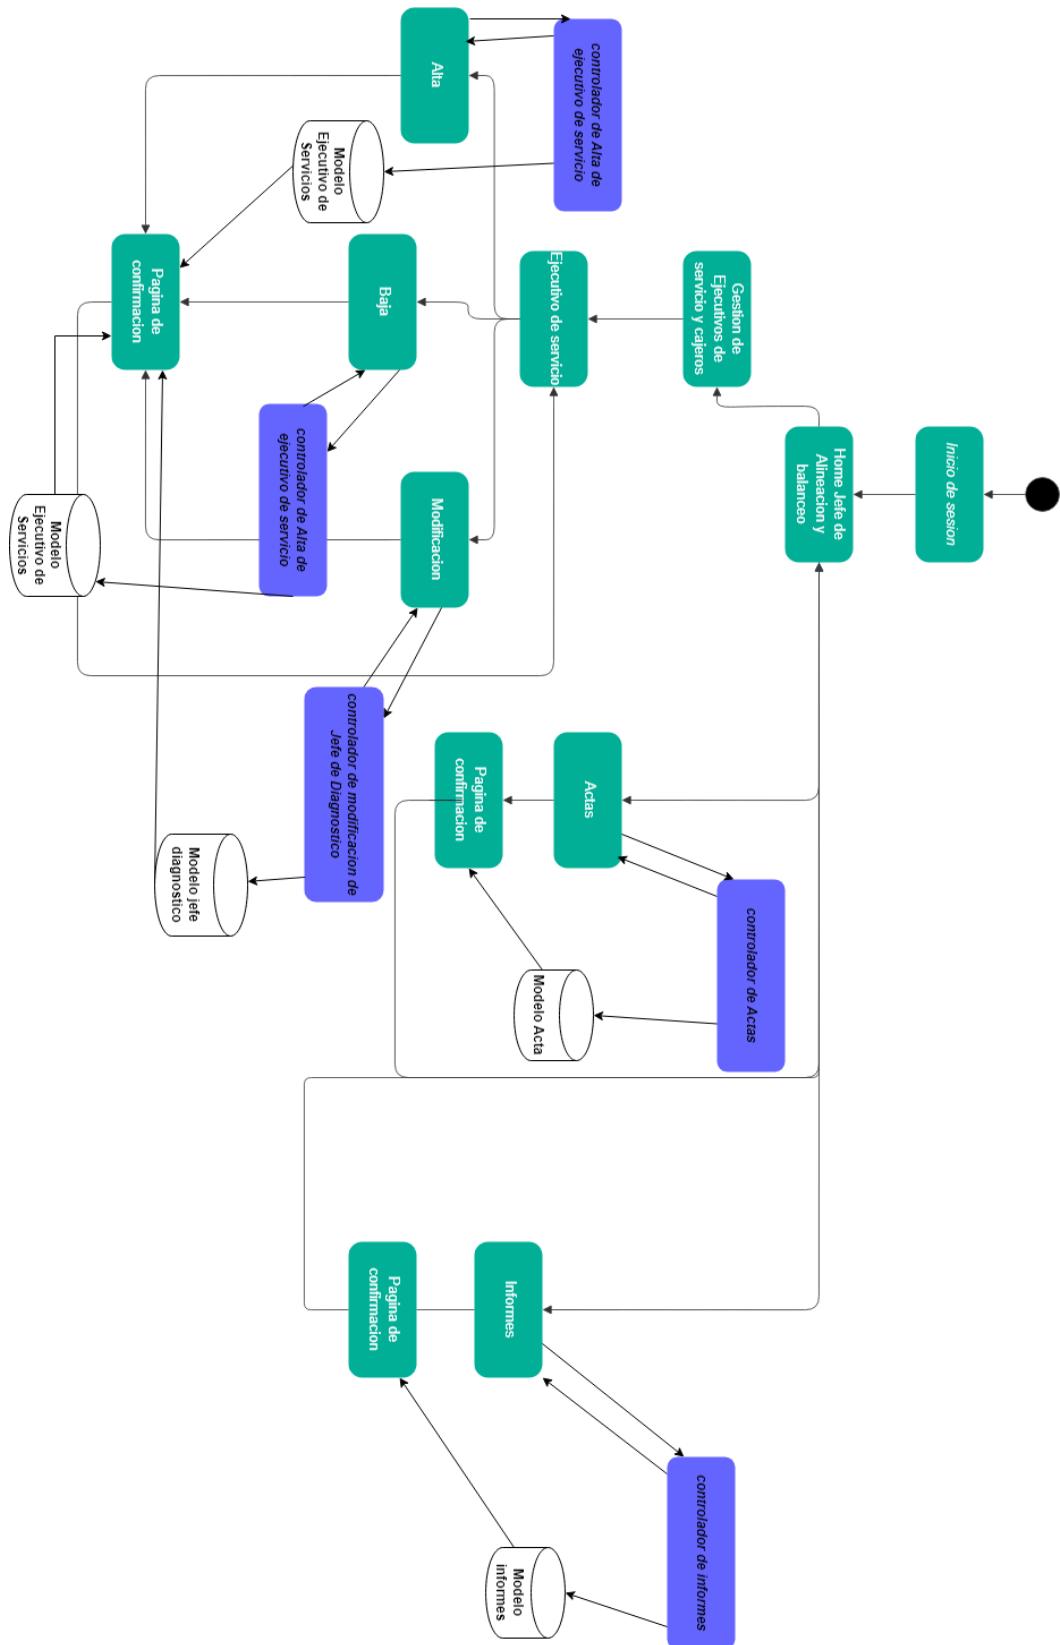 Inicio de sesion
Home Jefe de
Alineacion y
balanceo
Gestion de
Ejecutivos de
servicio y cajeros
controlador de Actas
controlador de informes
controlador de Alta de
ejecutivo de servicio
Ejecutivo de servicio
Actas
Modelo Acta
Informes
Modelo
informes
Alta
Modificacion
Pagina de
confirmacion
Baja
Pagina de
confirmacion
Modelo
Ejecutivo de
Servicios
controlador de modificacion de
Jefe de Diagnostico
controlador de Alta de
ejecutivo de servicio
Modelo jefe
diagnostico
Pagina de
confirmacion
Modelo
Ejecutivo de
Servicios